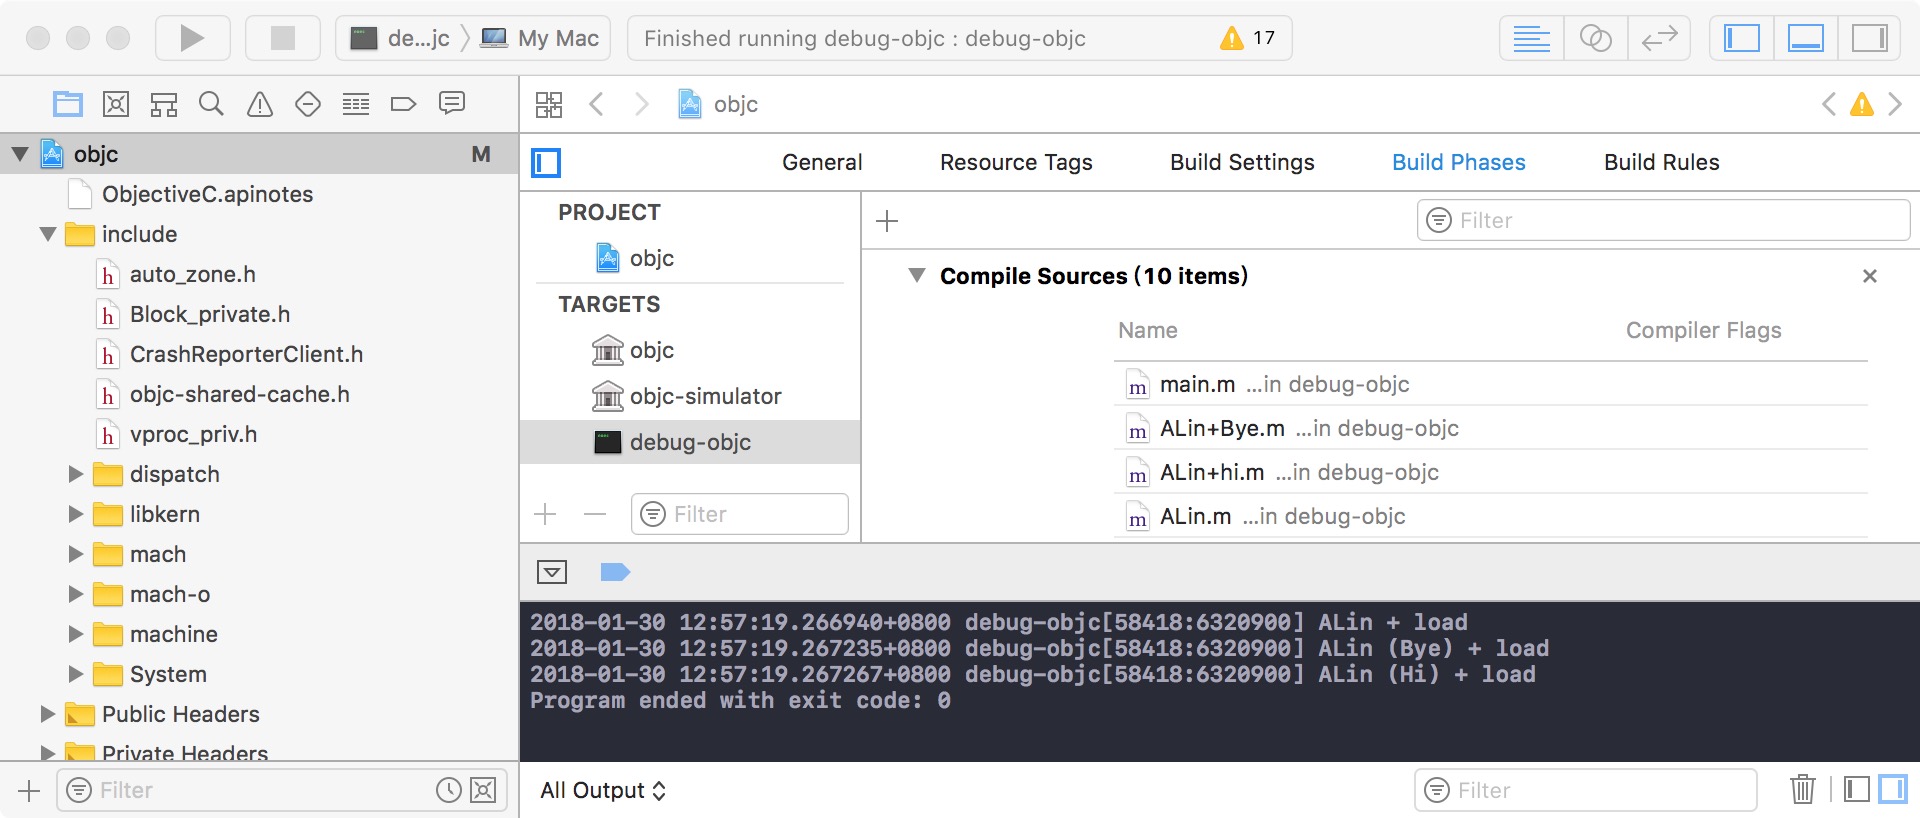 de...jc
My Mac
Finished running debug-objc : debug-objc
17
objc
M
ObjectiveC.apinotes
include
auto_zone.h
Block_private.h
CrashReporterClient.h
objc-shared-cache.h
vproc_priv.h
dispatch
libkern
mach
mach-o
machine
System
Public Headers
Private Headers
Filter
objc
General
Resource Tags
Build Settings
Build Phases
Build Rules
PROJECT
objc
TARGETS
objc
objc-simulator
debug-objc
Filter
Filter
Compile Sources (10 items)
Name
Compiler Flags
main.m ...in debug-objc
ALin+Bye.m ...in debug-objc
ALin+hi.m ...in debug-objc
ALin.m ...in debug-objc
2018-01-30 12:57:19.266940+0800 debug-objc[58418:6320900] ALin + load
2018-01-30 12:57:19.267235+0800 debug-objc[58418:6320900] ALin (Bye) + load
2018-01-30 12:57:19.267267+0800 debug-objc[58418:6320900] ALin (Hi) + load
Program ended with exit code: 0
All Output
Filter